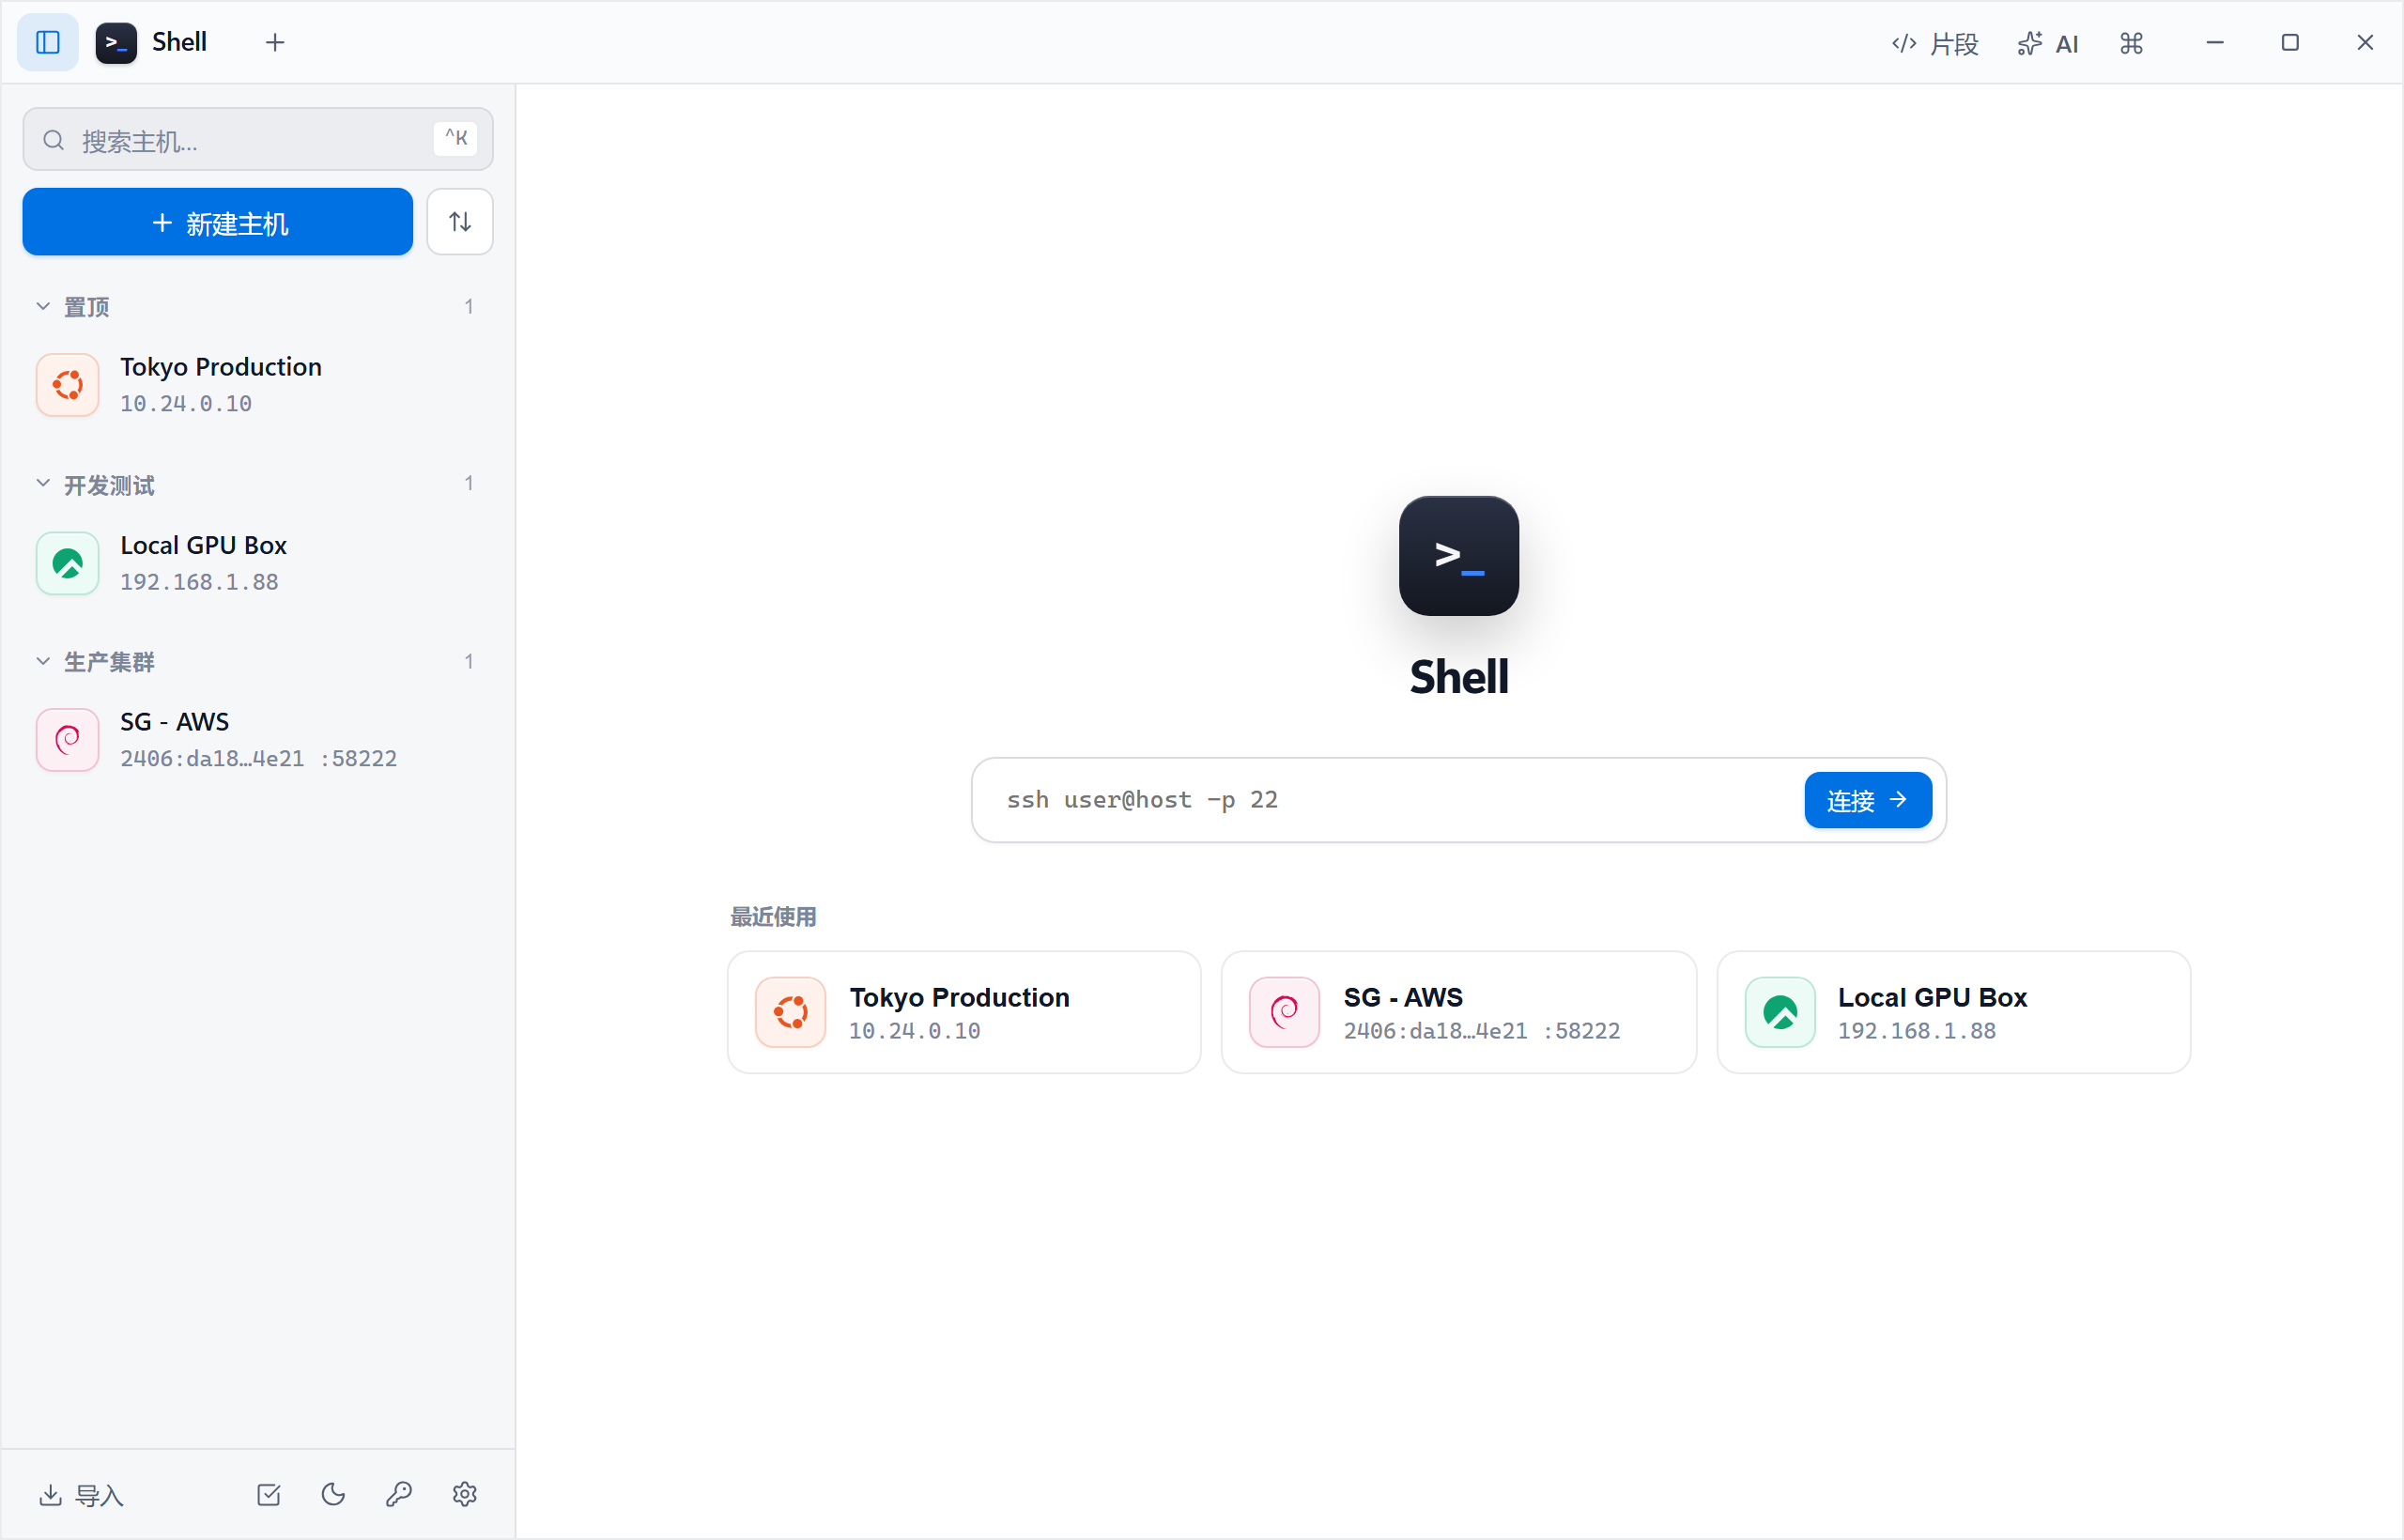 Shell
片段
AI
搜索主机...
^K
新建主机
置顶
1
Tokyo Production
10.24.0.10
开发测试
1
Local GPU Box
192.168.1.88
生产集群
1
SG - AWS
2406:da18…4e21 :58222
导入
>_
Shell
ssh user@host -p 22
连接
最近使用
Tokyo Production
10.24.0.10
SG - AWS
2406:da18…4e21 :58222
Local GPU Box
192.168.1.88